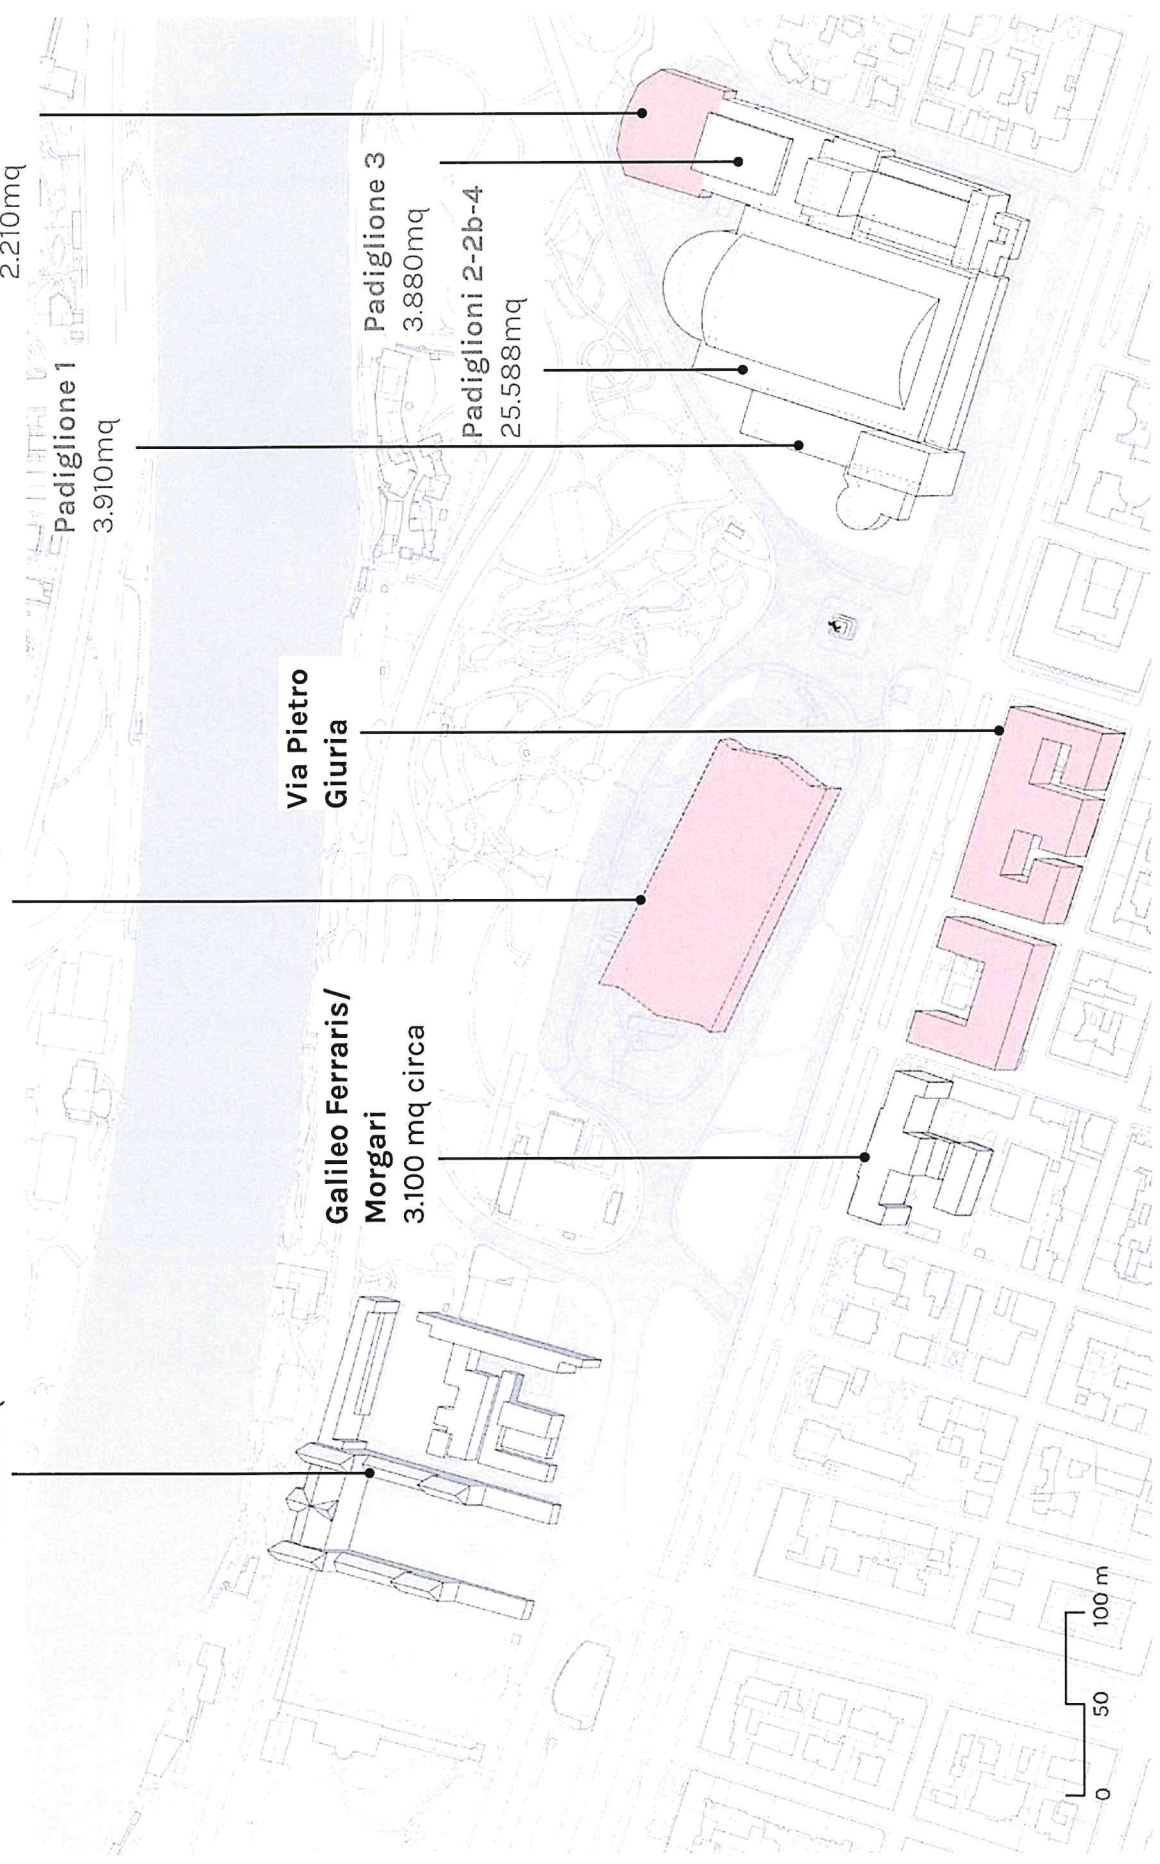 2.210mq
Padiglione 1
3.910mq
Padiglione 3
3.880mq
Padiglioni 2-2b-4
25.588mq
Via Pietro
Giuria
Galileo Ferraris/
Morgari
3.100 mq circa
0 50 100 m